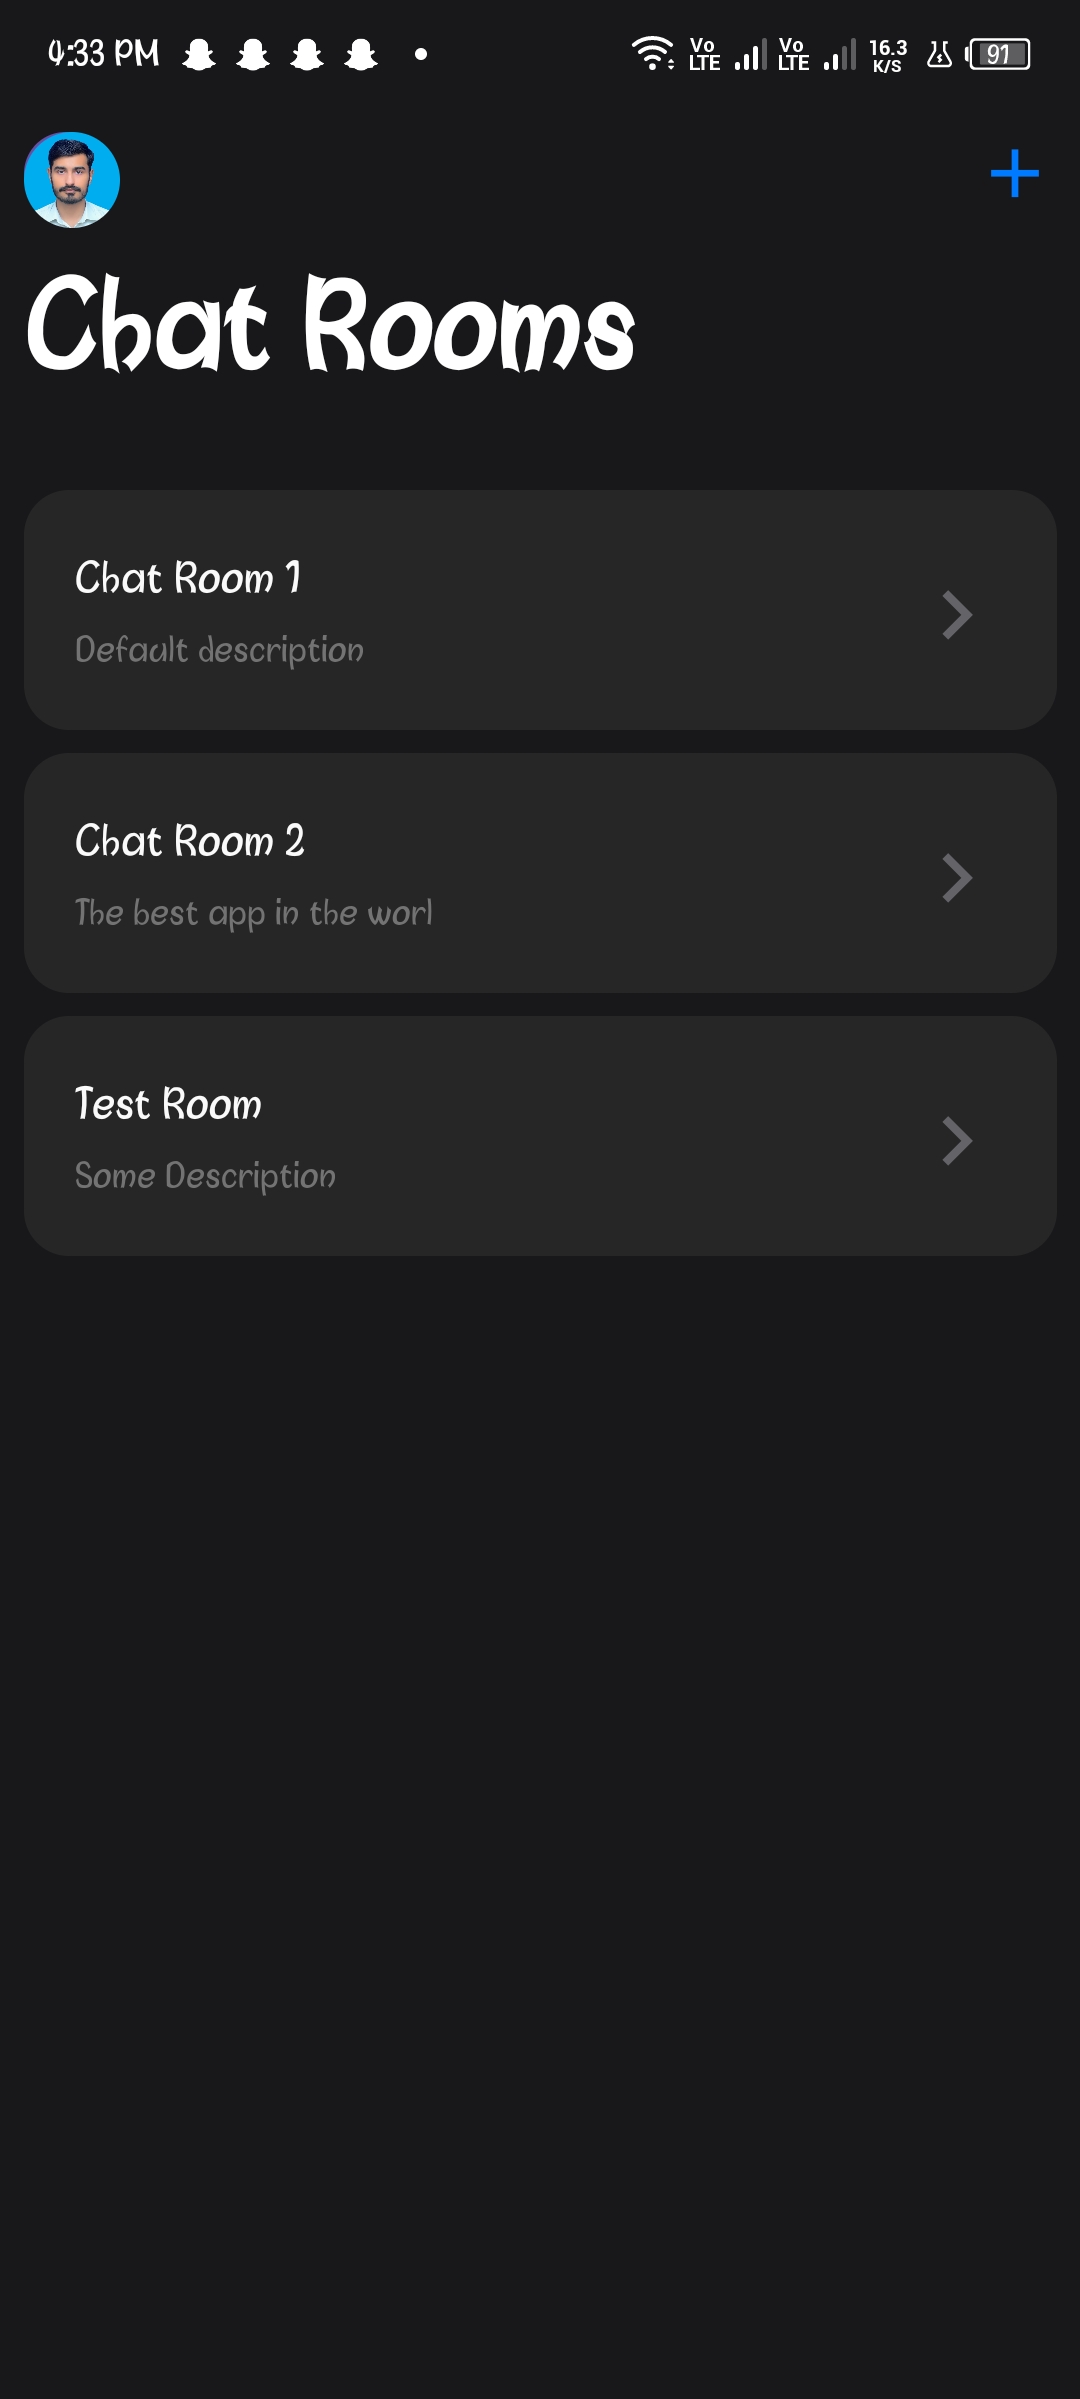 4:33 PM
Vo LTE
Vo LTE
16.3 K/S
91
Chat Rooms
Chat Room 1
Default description
Chat Room 2
The best app in the worl
Test Room
Some Description